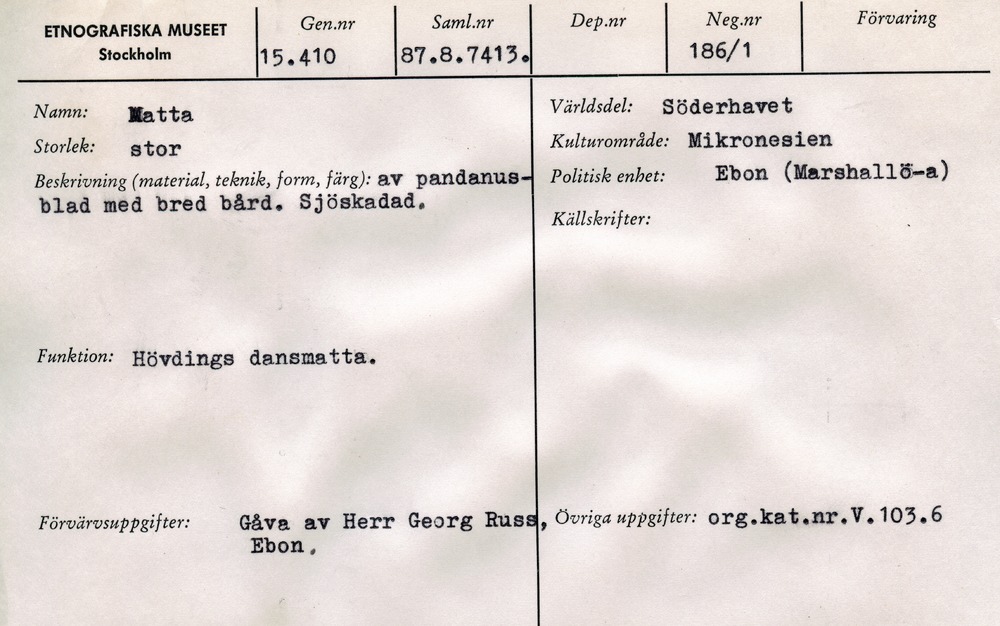 ETNOGRAFISKA MUSEET
Stockholm
Gen.nr
15.410
Saml.nr
87.8.7413.
Dep.nr
Neg.nr
186/1
Förvaring
Namn: Matta
Storlek: stor
Beskrivning (material, teknik, form, färg): av pandanus-
blad med bred bård. Sjöskadad.
Funktion: Hövdings dansmatta.
Förvärvsuppgifter: Gåva av Herr Georg Russ,
Ebon.
Världsdel: Söderhavet
Kulturområde: Mikronesien
Politisk enhet: Ebon (Marshallö-a)
Källskrifter:
Övriga uppgifter: org.kat.nr.V.103.6